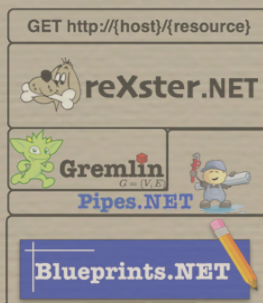 GET http://{host}/{resource}
reXster.NET
Gremlin
G = (V, E)
Pipes.NET
Blueprints.NET